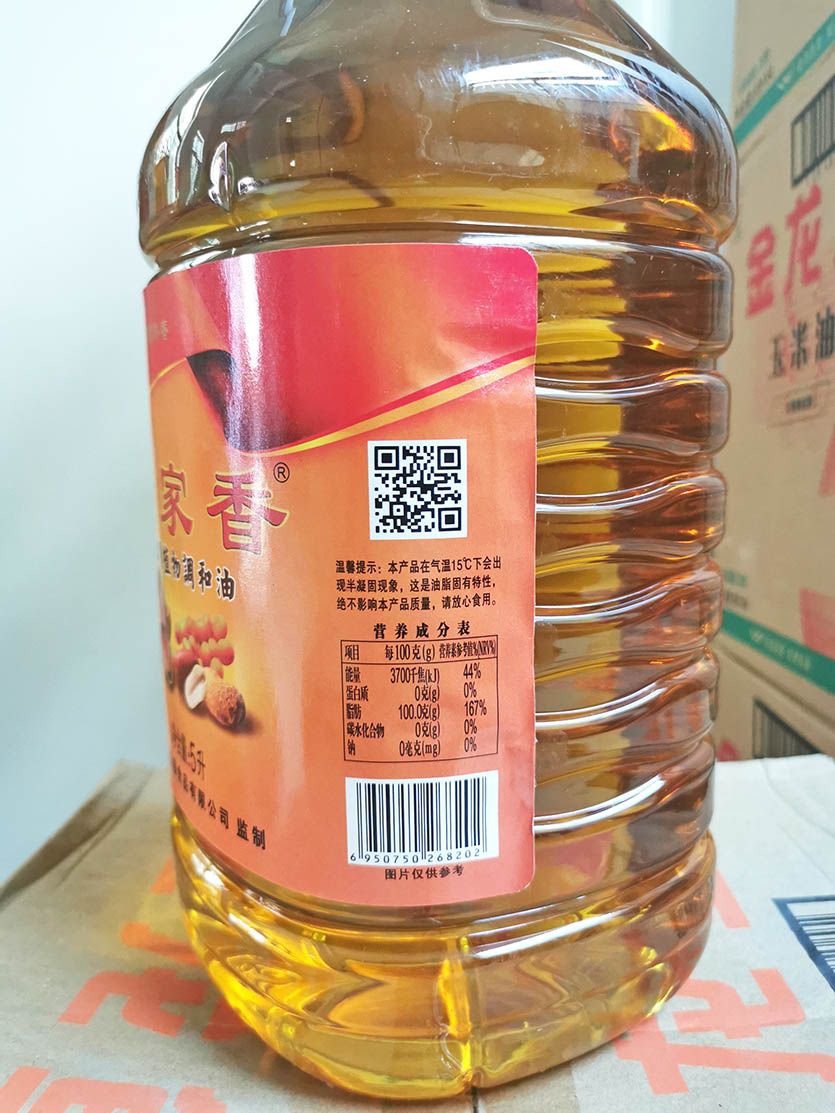 家香®
植物調和油
温馨提示：本产品在气温15℃下会出
现半凝固现象，这是油脂固有特性，
绝不影响本产品质量，请放心食用。
营养成分表
项目 每100克(g) 营养素参考值%(NRV%)
能量 3700千焦(kJ) 44%
蛋白质 0克(g) 0%
脂肪 100.0克(g) 167%
碳水化合物 0克(g) 0%
钠 0毫克(mg) 0%
6 950750 268202
图片仅供参考
5升
有限公司 监制
金龙
玉米油